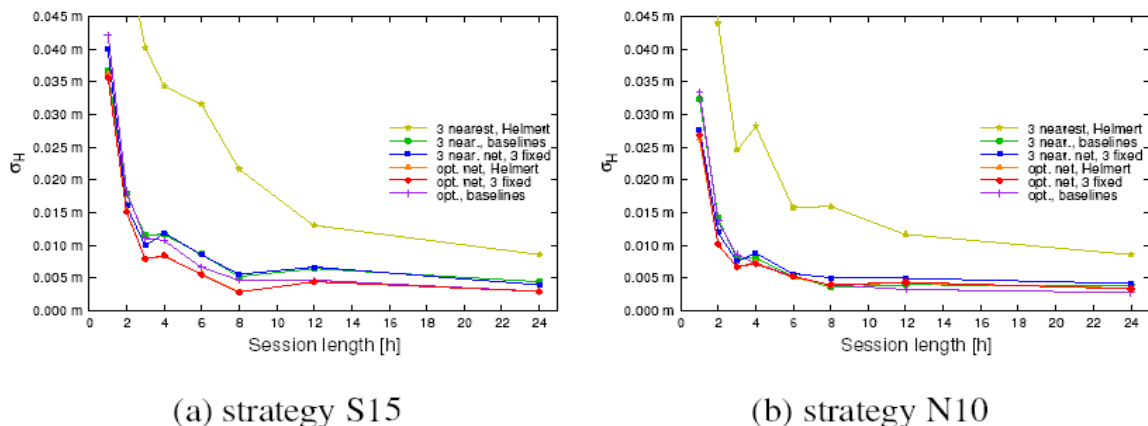 0.045 m
0.040 m
0.035 m
0.030 m
0.025 m
0.020 m
0.015 m
0.010 m
0.005 m
0.000 m
σH
3 nearest, Helmert
3 near., baselines
3 near. net, 3 fixed
opt. net, Helmert
opt. net, 3 fixed
opt., baselines
0 2 4 6 8 10 12 14 16 18 20 22 24
Session length [h]
(a) strategy S15
0.045 m
0.040 m
0.035 m
0.030 m
0.025 m
0.020 m
0.015 m
0.010 m
0.005 m
0.000 m
σH
3 nearest, Helmert
3 near., baselines
3 near. net, 3 fixed
opt. net, Helmert
opt. net, 3 fixed
opt., baselines
0 2 4 6 8 10 12 14 16 18 20 22 24
Session length [h]
(b) strategy N10